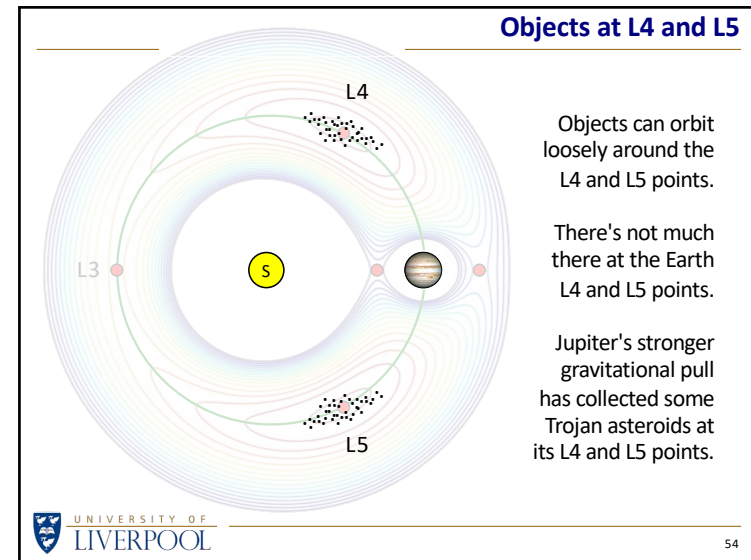 Objects at L4 and L5
L4
Objects can orbit
loosely around the
L4 and L5 points.
There's not much
there at the Earth
L4 and L5 points.
L3
S
Jupiter's stronger
gravitational pull
has collected some
Trojan asteroids at
its L4 and L5 points.
L5
UNIVERSITY OF
LIVERPOOL
54